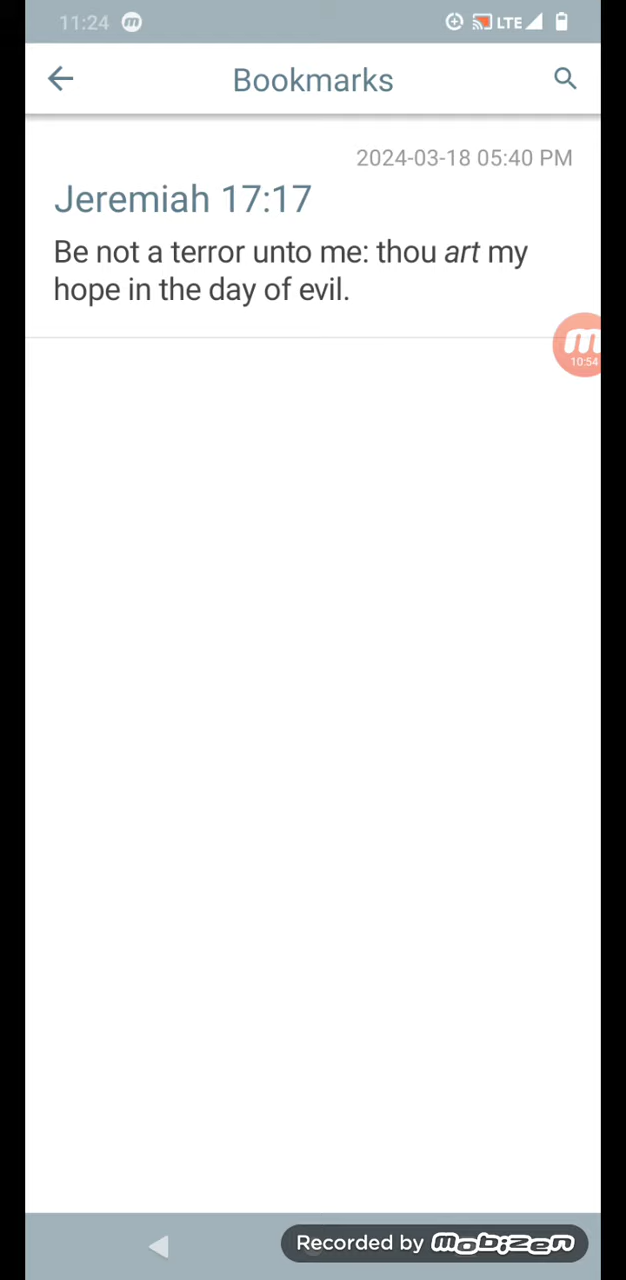 11:24 m LTE
Bookmarks
2024-03-18 05:40 PM
Jeremiah 17:17
Be not a terror unto me: thou art my
hope in the day of evil.
m
10:54
Recorded by mobizen